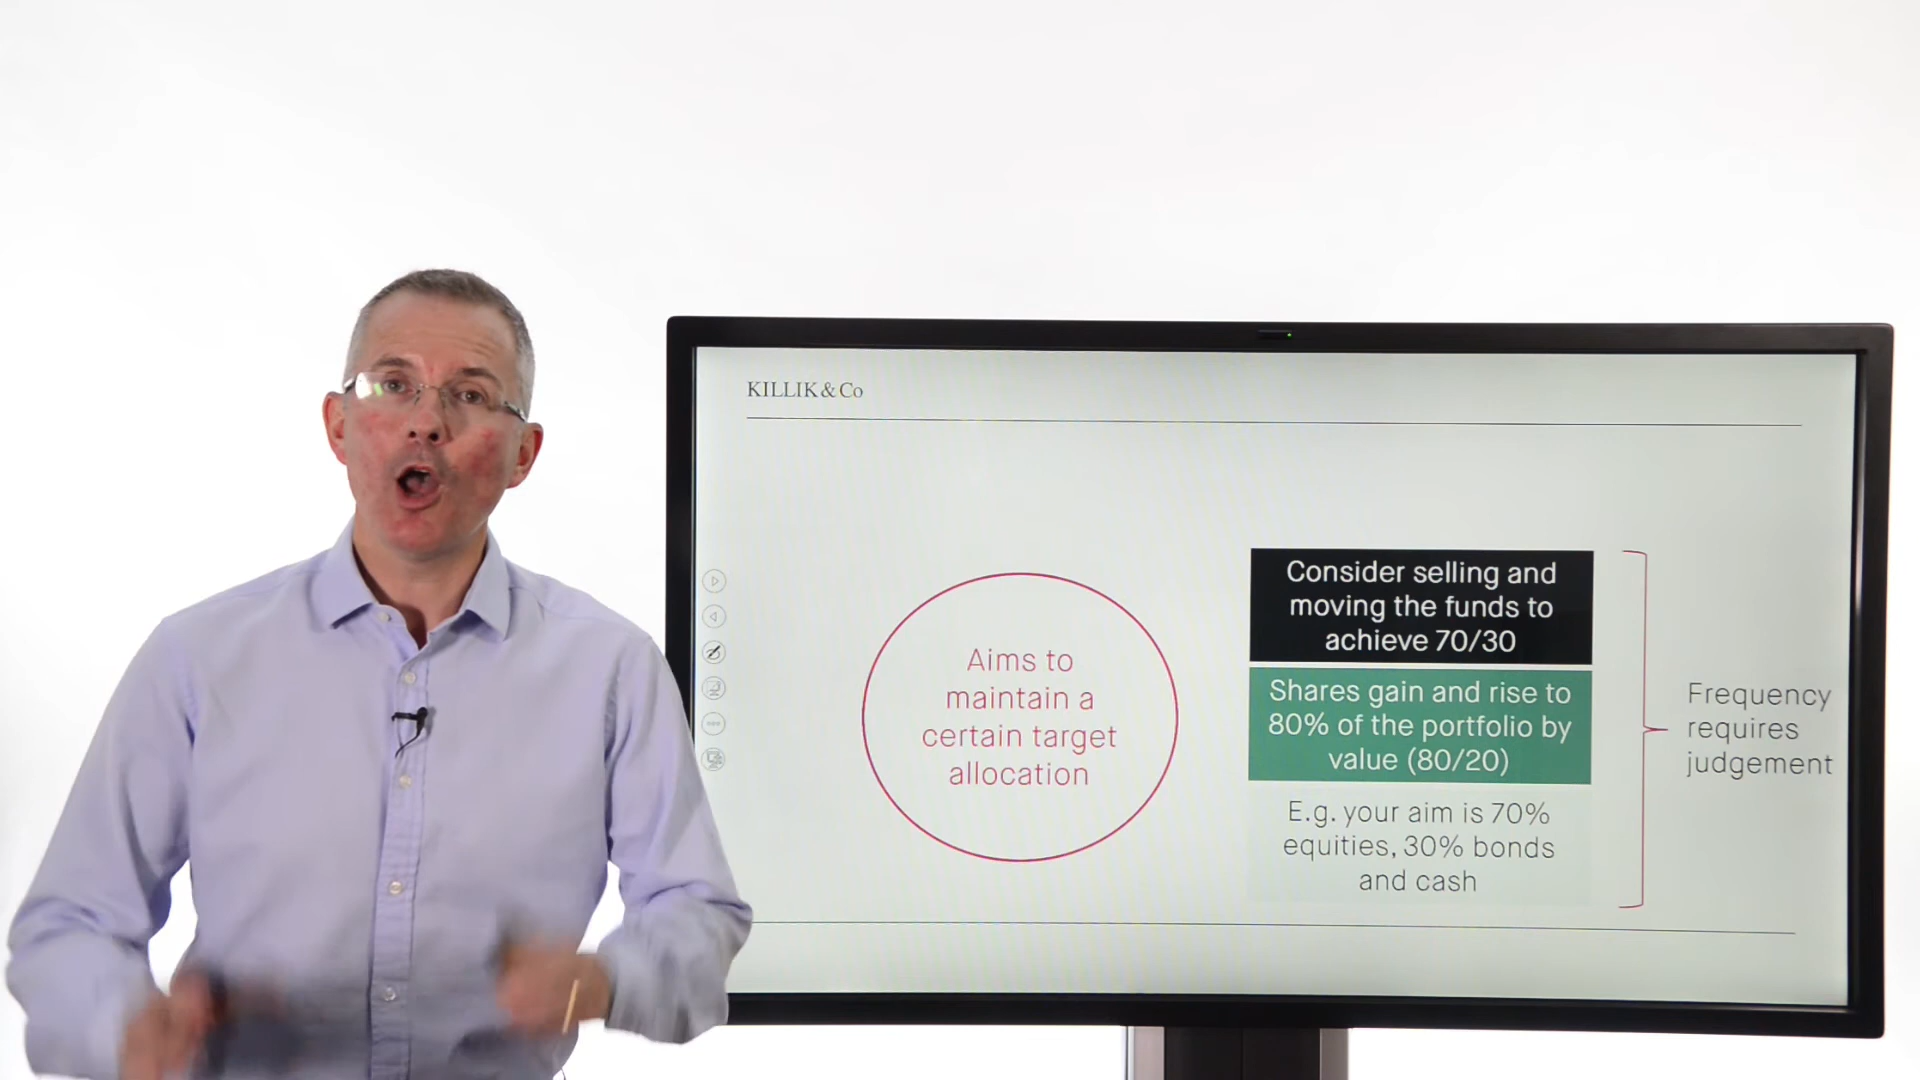 KILLIK & Co
Aims to
maintain a
certain target
allocation
Consider selling and
moving the funds to
achieve 70/30
Shares gain and rise to
80% of the portfolio by
value (80/20)
E.g. your aim is 70%
equities, 30% bonds
and cash
Frequency
requires
judgement